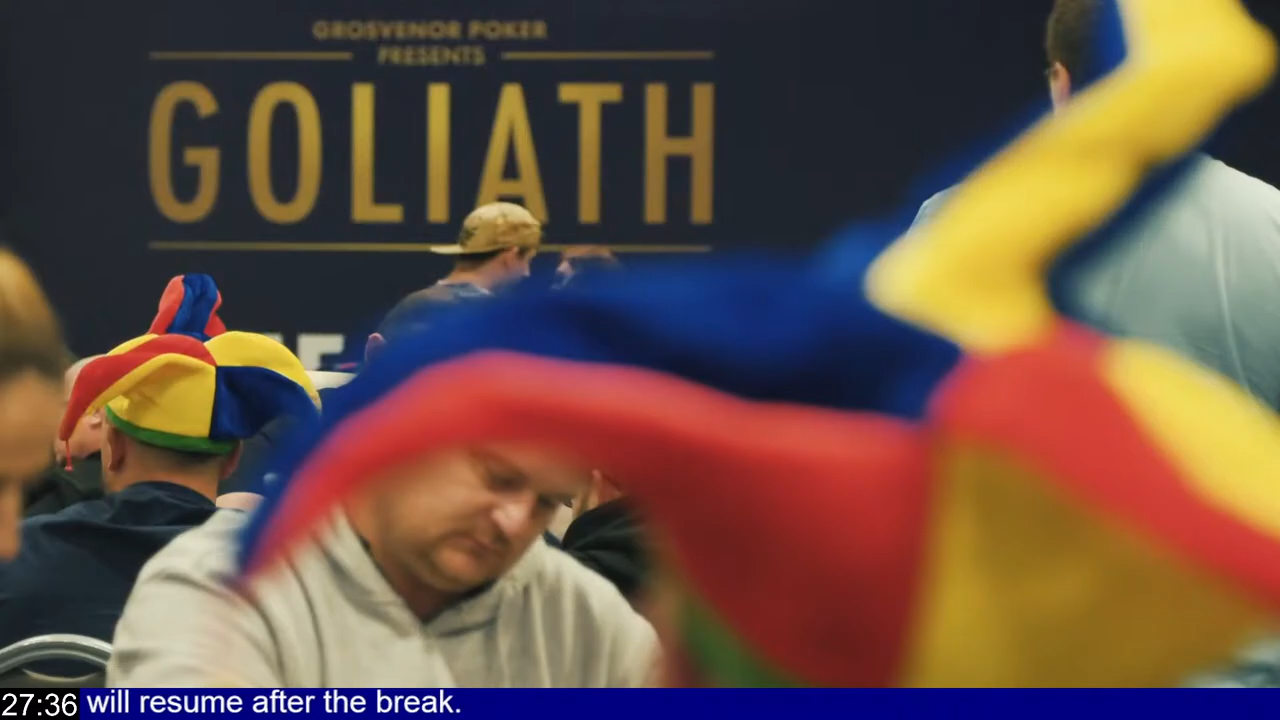 GROSVENOR POKER
PRESENTS
GOLIATH
27:36 will resume after the break.